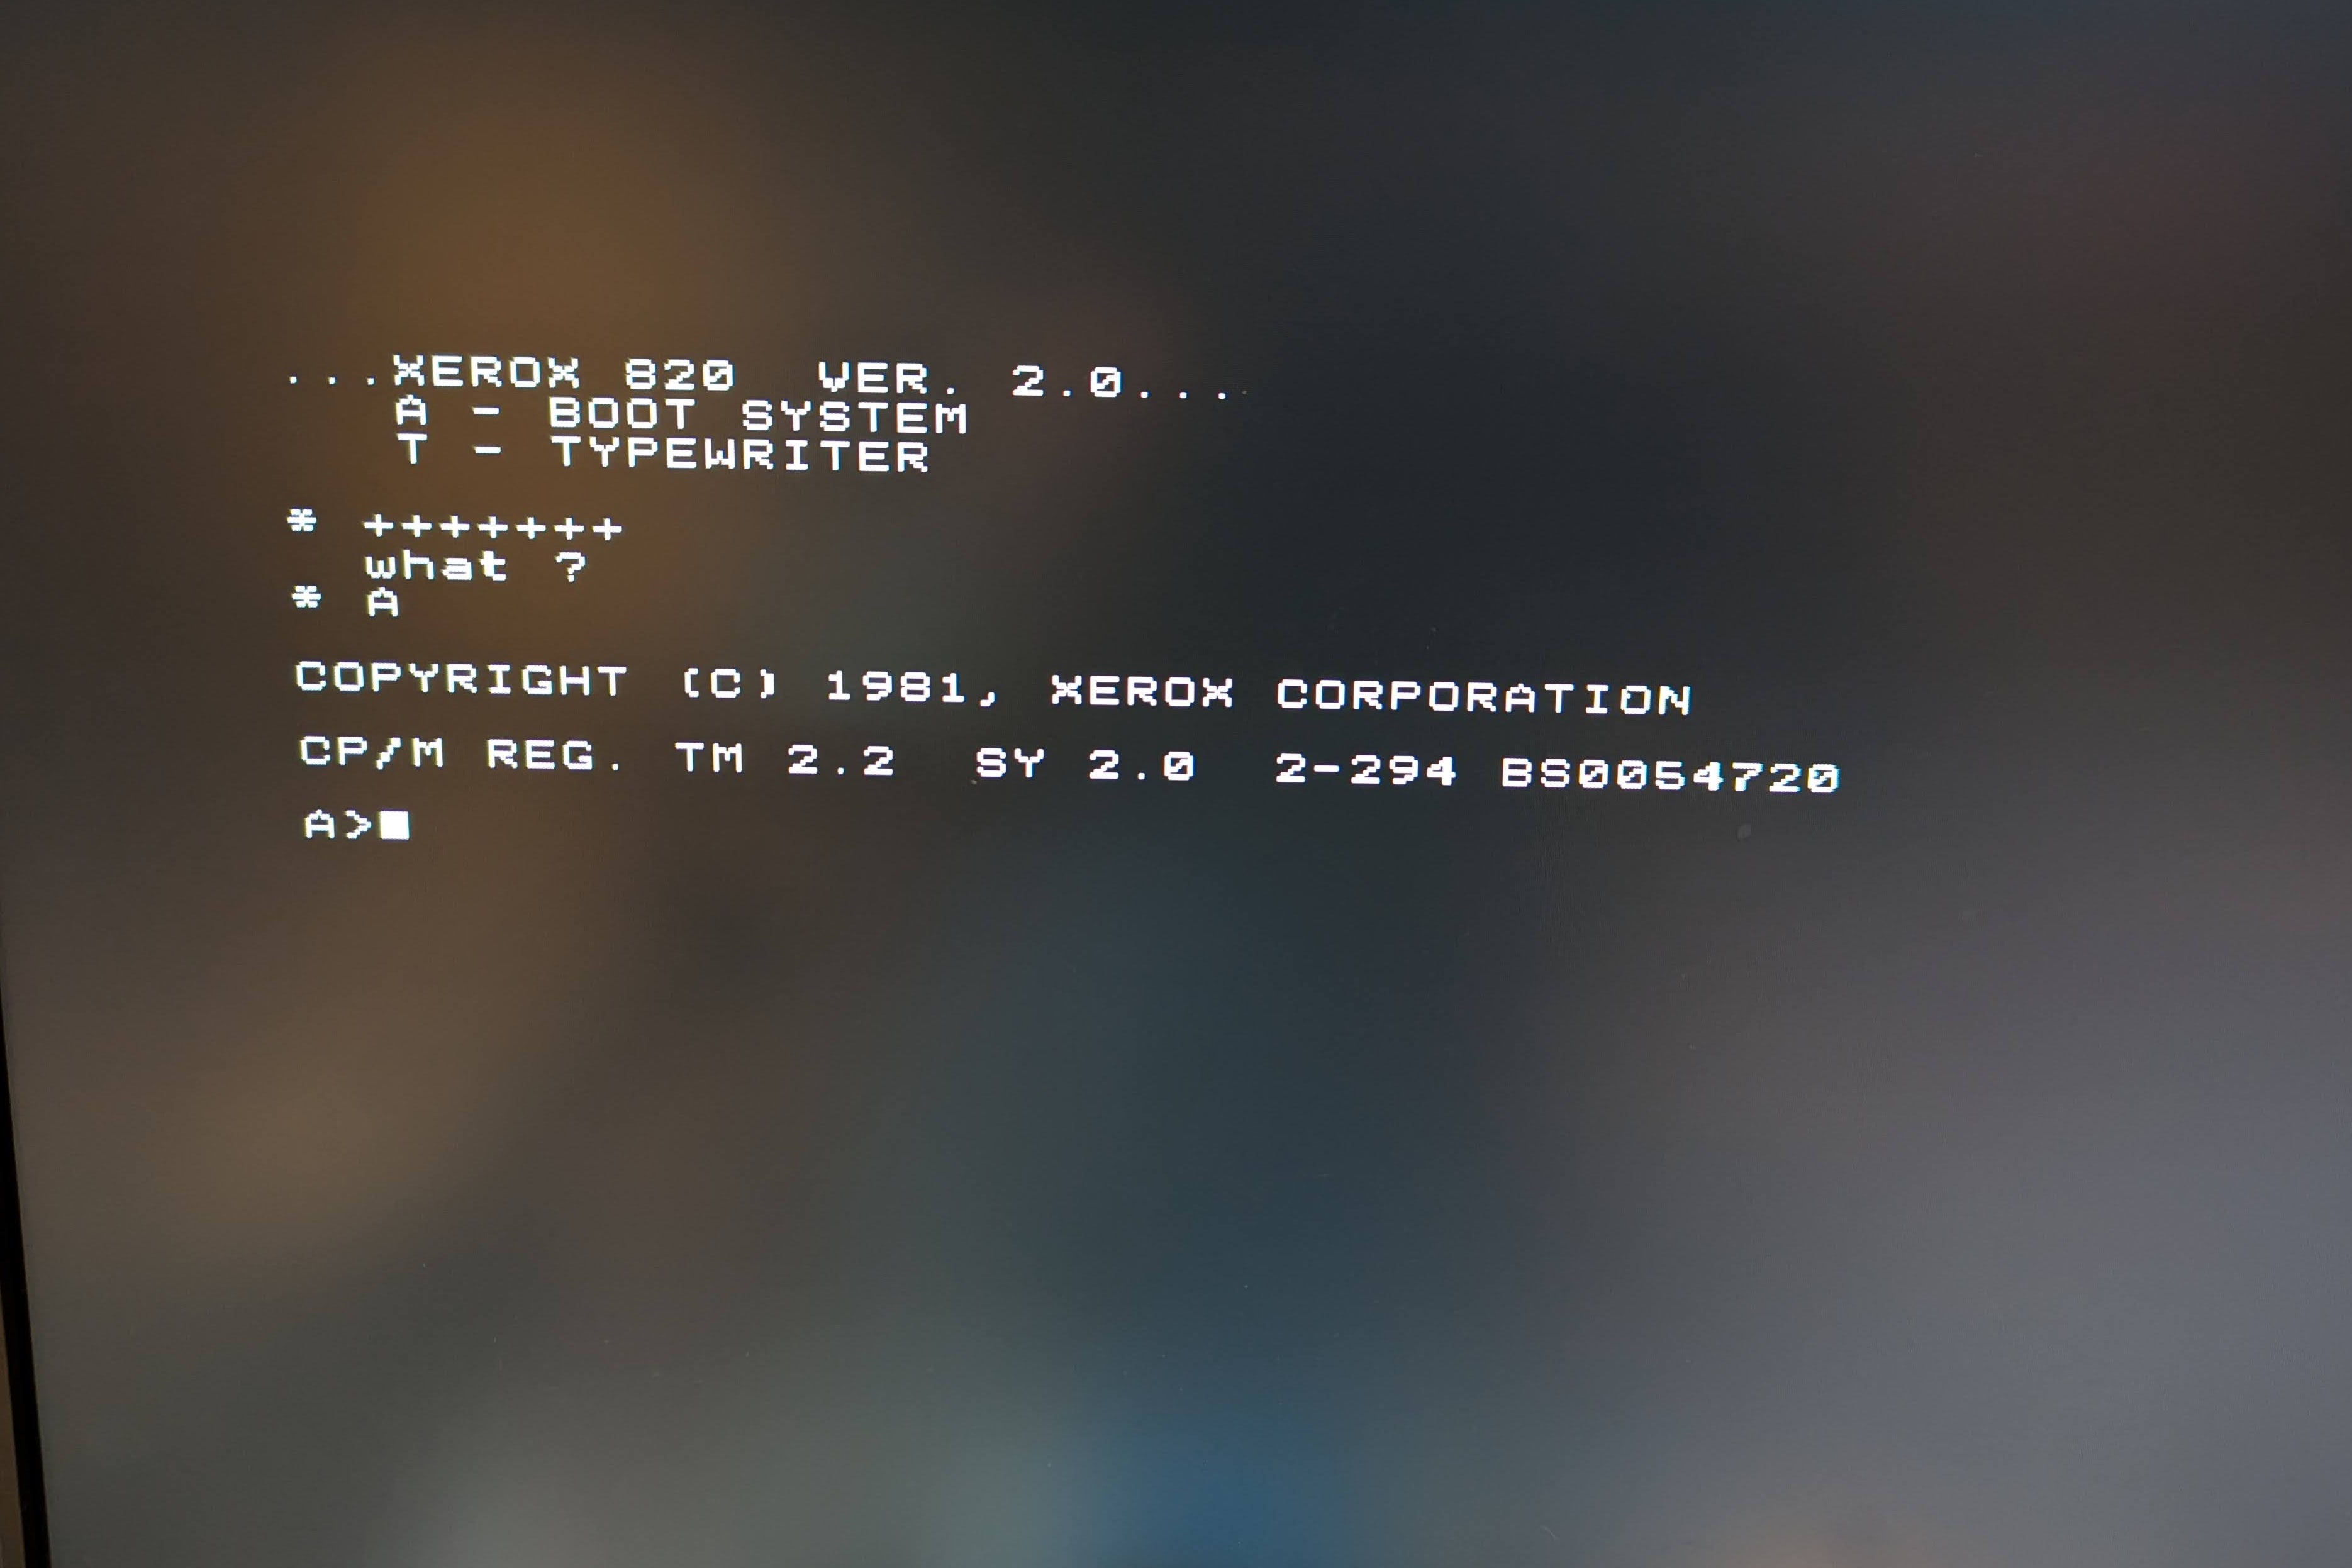 ...XEROX 820  VER. 2.0...
A - BOOT SYSTEM
T - TYPEWRITER
* +++++++
what ?
* A
COPYRIGHT (C) 1981, XEROX CORPORATION
CP/M REG. TM 2.2  SY 2.0  2-294 BS0054720
A>